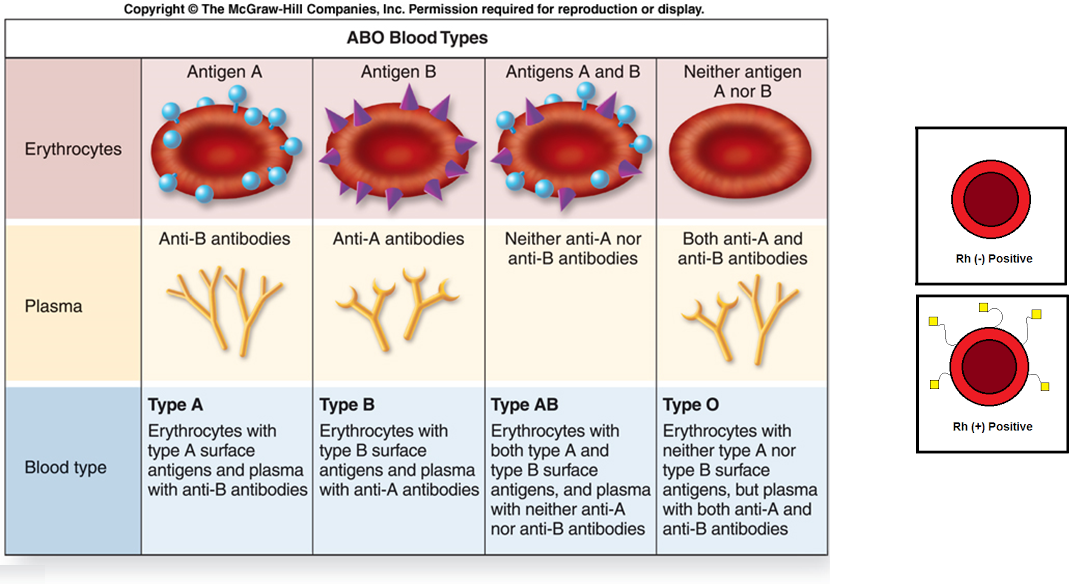 Copyright © The McGraw-Hill Companies, Inc. Permission required for reproduction or display.
ABO Blood Types
Erythrocytes
Antigen A
Antigen B
Antigens A and B
Neither antigen
A nor B
Plasma
Anti-B antibodies
Anti-A antibodies
Neither anti-A nor
anti-B antibodies
Both anti-A and
anti-B antibodies
Blood type
Type A
Erythrocytes with
type A surface
antigens and plasma
with anti-B antibodies
Type B
Erythrocytes with
type B surface
antigens and plasma
with anti-A antibodies
Type AB
Erythrocytes with
both type A and
type B surface
antigens, and plasma
with neither anti-A
nor anti-B antibodies
Type O
Erythrocytes with
neither type A nor
type B surface
antigens, but plasma
with both anti-A and
anti-B antibodies
Rh (-) Positive
Rh (+) Positive